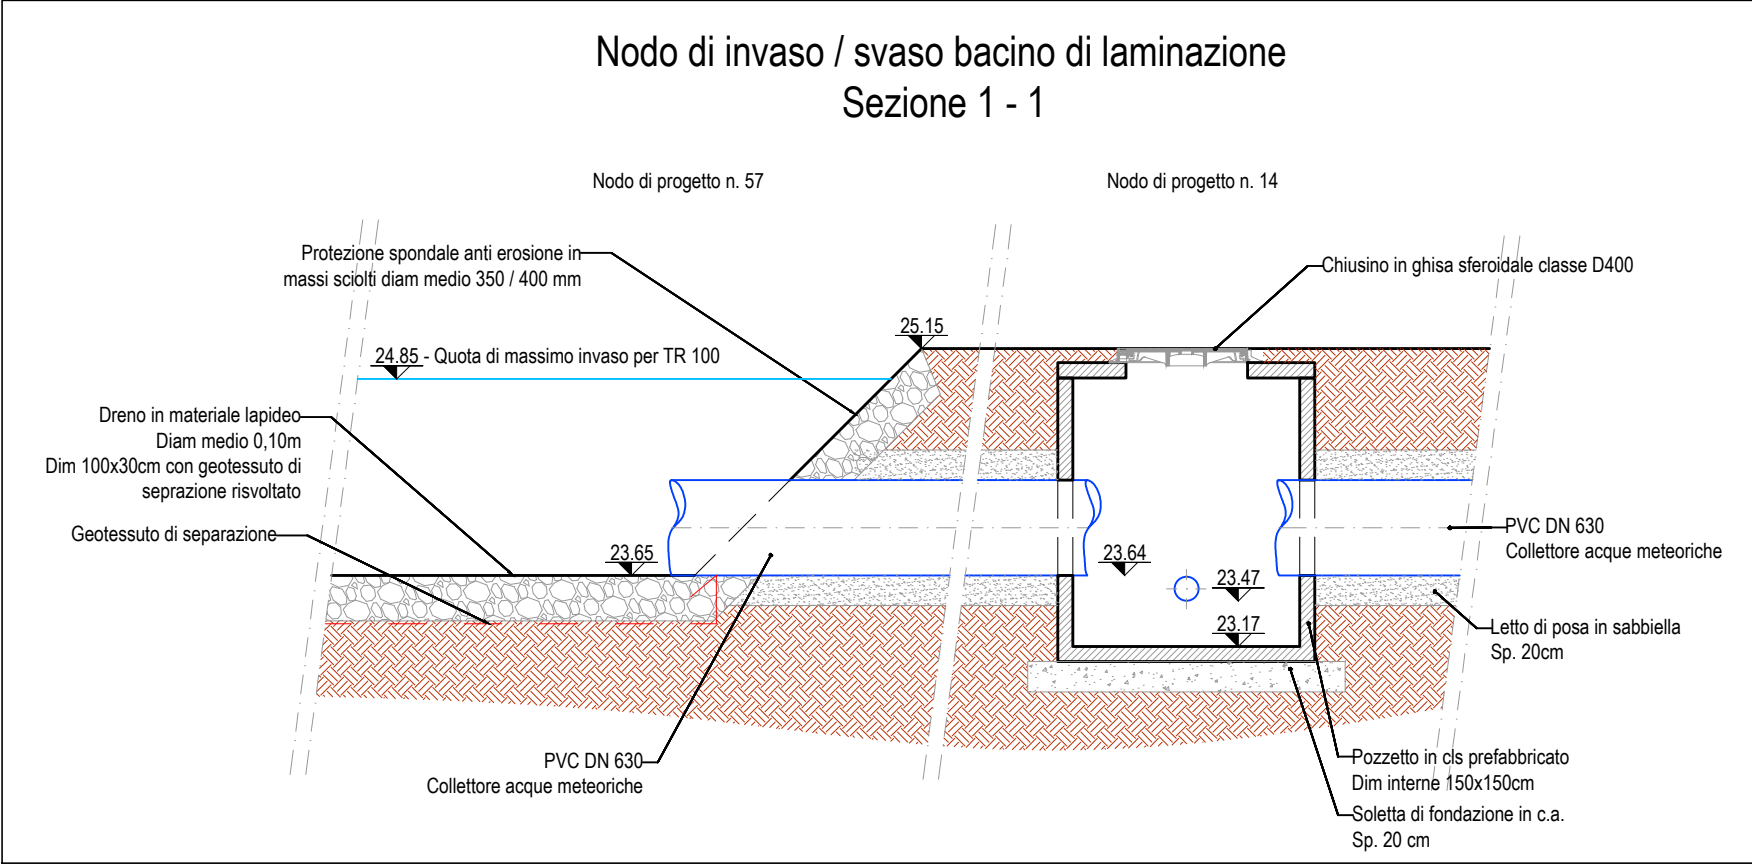 Nodo di invaso / svaso bacino di laminazione
Sezione 1 - 1
Nodo di progetto n. 57
Nodo di progetto n. 14
Protezione spondale anti erosione in
massi sciolti diam medio 350 / 400 mm
Chiusino in ghisa sferoidale classe D400
25.15
24.85 - Quota di massimo invaso per TR 100
Dreno in materiale lapideo
Diam medio 0,10m
Dim 100x30cm con geotessuto di
seprazione risvoltato
Geotessuto di separazione
23.65
23.64
23.47
23.17
PVC DN 630
Collettore acque meteoriche
Letto di posa in sabbiella
Sp. 20cm
PVC DN 630
Collettore acque meteoriche
Pozzetto in cls prefabbricato
Dim interne 150x150cm
Soletta di fondazione in c.a.
Sp. 20 cm